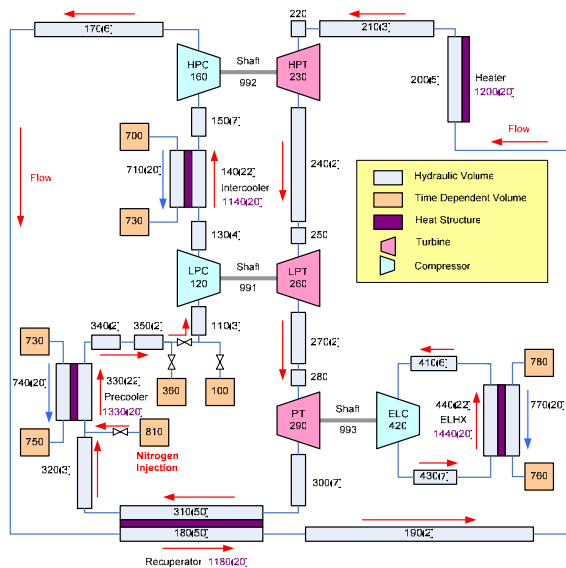 170(6]
HPC
160
Shaft
992
220
HPT
230
210(3]
200(5]
Heater
1200(20]
Flow
Flow
150(7]
700
710(20]
730
140(22]
Intercooler
1140(20]
240(2]
Hydraulic Volume
Time Dependent Volume
Heat Structure
Turbine
Compressor
130(4]
250
LPC
120
Shaft
991
LPT
260
340(2]
350(2]
110(3]
270(2]
730
740(20]
750
330(22]
Precooler
1330(20]
360
100
280
410(6]
780
770(20]
760
810
Nitrogen
Injection
PT
290
Shaft
993
ELC
420
440(22]
ELHX
1440(20]
320(3]
300(7]
430(7]
310(50]
180(50]
190(2]
Recuperator 1180(20]